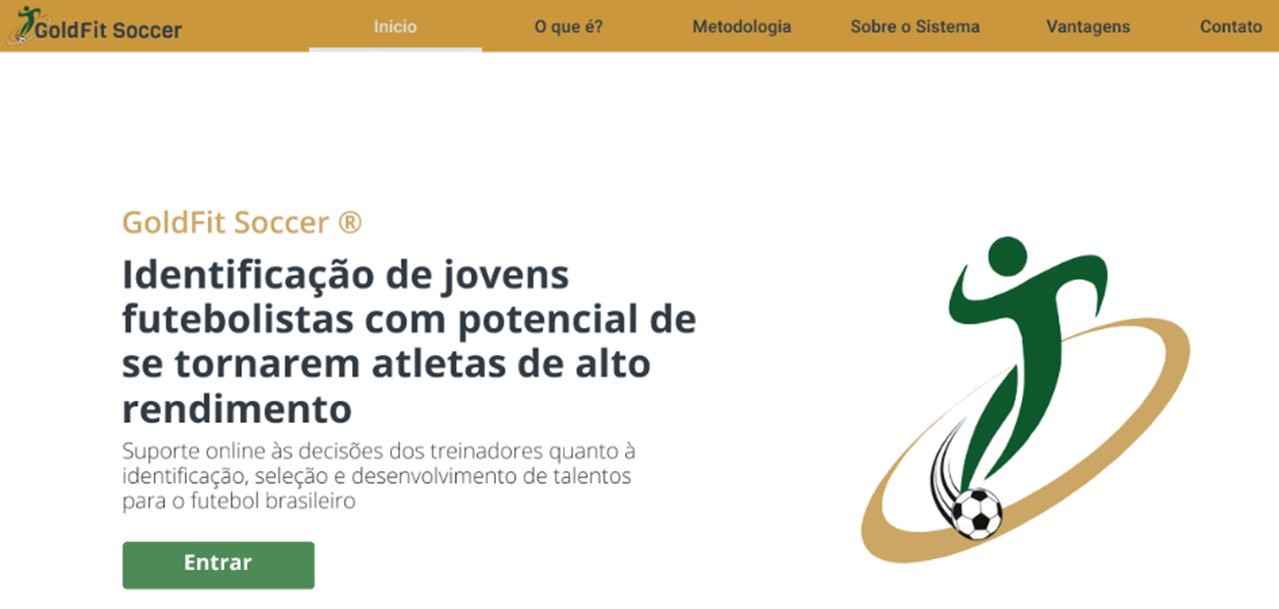 GoldFit Soccer
Inicio
O que é?
Metodologia
Sobre o Sistema
Vantagens
Contato
GoldFit Soccer ®
Identificação de jovens
futebolistas com potencial de
se tornarem atletas de alto
rendimento
Suporte online às decisões dos treinadores quanto à
identificação, seleção e desenvolvimento de talentos
para o futebol brasileiro
Entrar